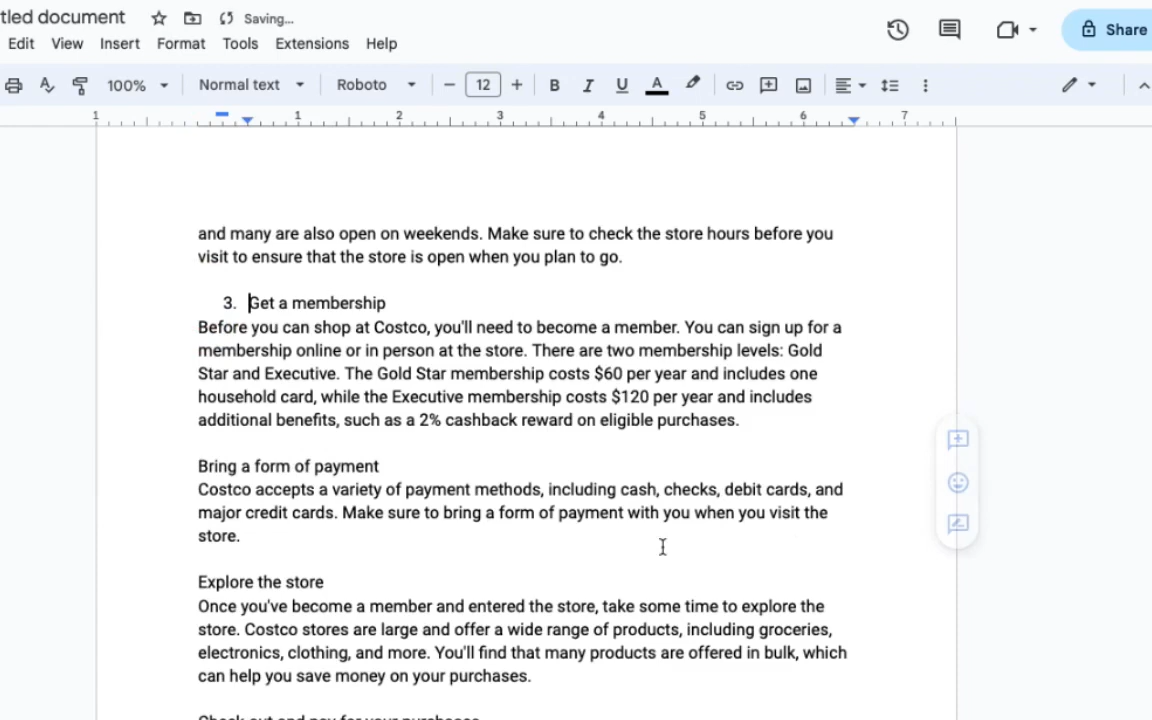 tled document Saving...
Edit View Insert Format Tools Extensions Help
Share
100% Normal text Roboto − 12 + B I U A
1 1 2 3 4 5 6 7
and many are also open on weekends. Make sure to check the store hours before you
visit to ensure that the store is open when you plan to go.
3. Get a membership
Before you can shop at Costco, you'll need to become a member. You can sign up for a
membership online or in person at the store. There are two membership levels: Gold
Star and Executive. The Gold Star membership costs $60 per year and includes one
household card, while the Executive membership costs $120 per year and includes
additional benefits, such as a 2% cashback reward on eligible purchases.
Bring a form of payment
Costco accepts a variety of payment methods, including cash, checks, debit cards, and
major credit cards. Make sure to bring a form of payment with you when you visit the
store.
Explore the store
Once you've become a member and entered the store, take some time to explore the
store. Costco stores are large and offer a wide range of products, including groceries,
electronics, clothing, and more. You'll find that many products are offered in bulk, which
can help you save money on your purchases.
Check out and pay for your purchases